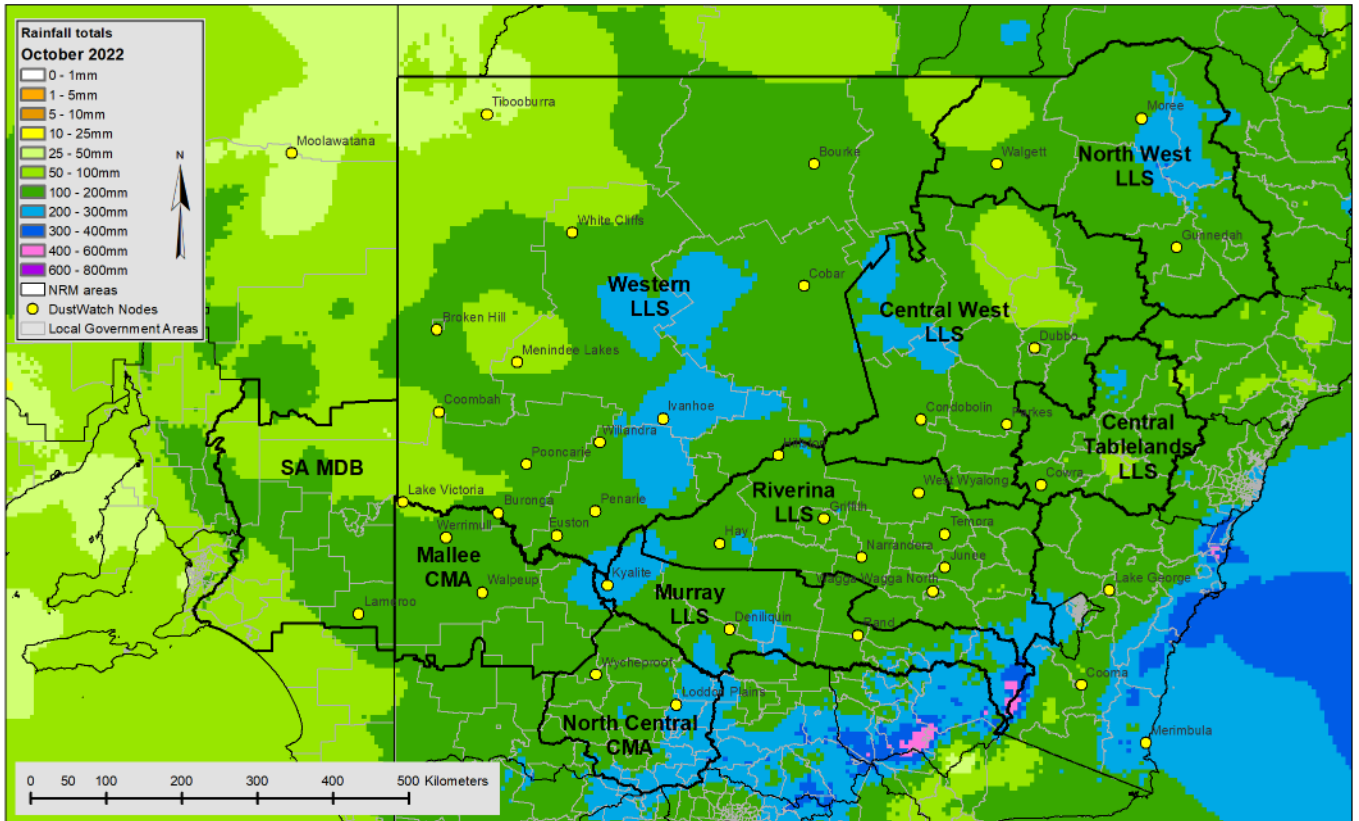 Rainfall totals
October 2022
0 - 1mm
1 - 5mm
5 - 10mm
10 - 25mm
25 - 50mm
50 - 100mm
100 - 200mm
200 - 300mm
300 - 400mm
400 - 600mm
600 - 800mm
NRM areas
DustWatch Nodes
Local Government Areas
N
Tibooburra
Moolawatana
Bourke
Walgett
Moree
North West
LLS
White Cliffs
Gunnedah
Western
LLS
Cobar
Central West
LLS
Broken Hill
Menindee Lakes
Dubbo
Coombah
Ivanhoe
Condobolin
Parkes
Central
Tablelands
LLS
Willandra
Hillston
Pooncarie
SA MDB
Cowra
Lake Victoria
Buronga
Penarie
Riverina
LLS
West Wyalong
Griffith
Werrimull
Euston
Temora
Hay
Narrandera
Junee
Mallee
CMA
Walpeup
Kyalite
Wagga Wagga North
Lake George
Murray
LLS
Lameroo
Deniliquin
Rand
Wycheproof
Cooma
Loddon Plains
North Central
CMA
Merimbula
0 50 100 200 300 400 500 Kilometers